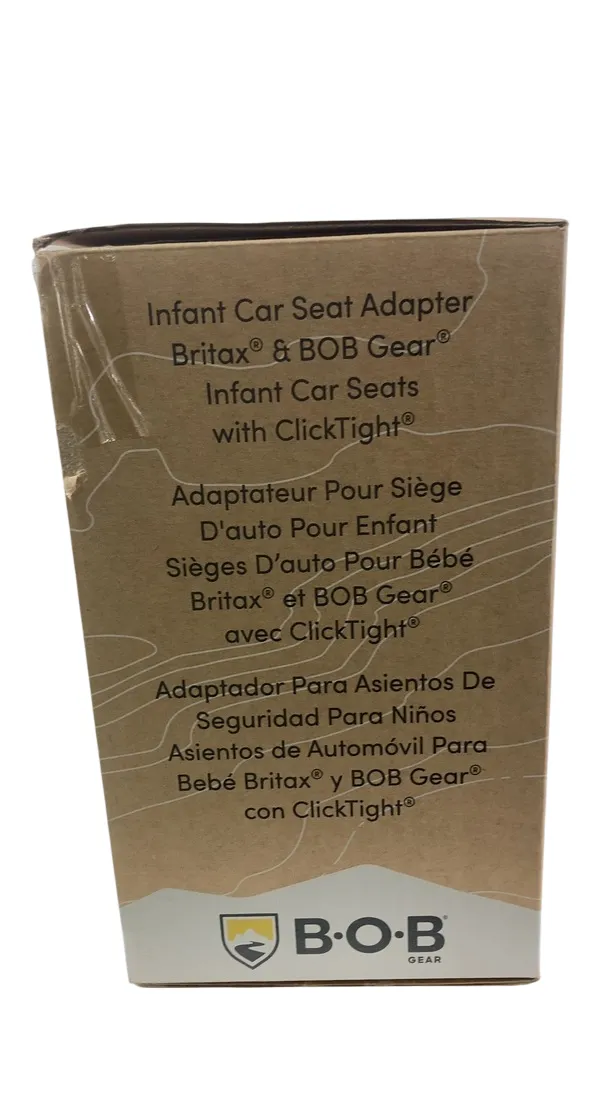 Infant Car Seat Adapter
Britax® & BOB Gear®
Infant Car Seats
with ClickTight®
Adaptateur Pour Siège
D'auto Pour Enfant
Sièges D’auto Pour Bébé
Britax® et BOB Gear®
avec ClickTight®
Adaptador Para Asientos De
Seguridad Para Niños
Asientos de Automóvil Para
Bebé Britax® y BOB Gear®
con ClickTight®
B·O·B®
GEAR